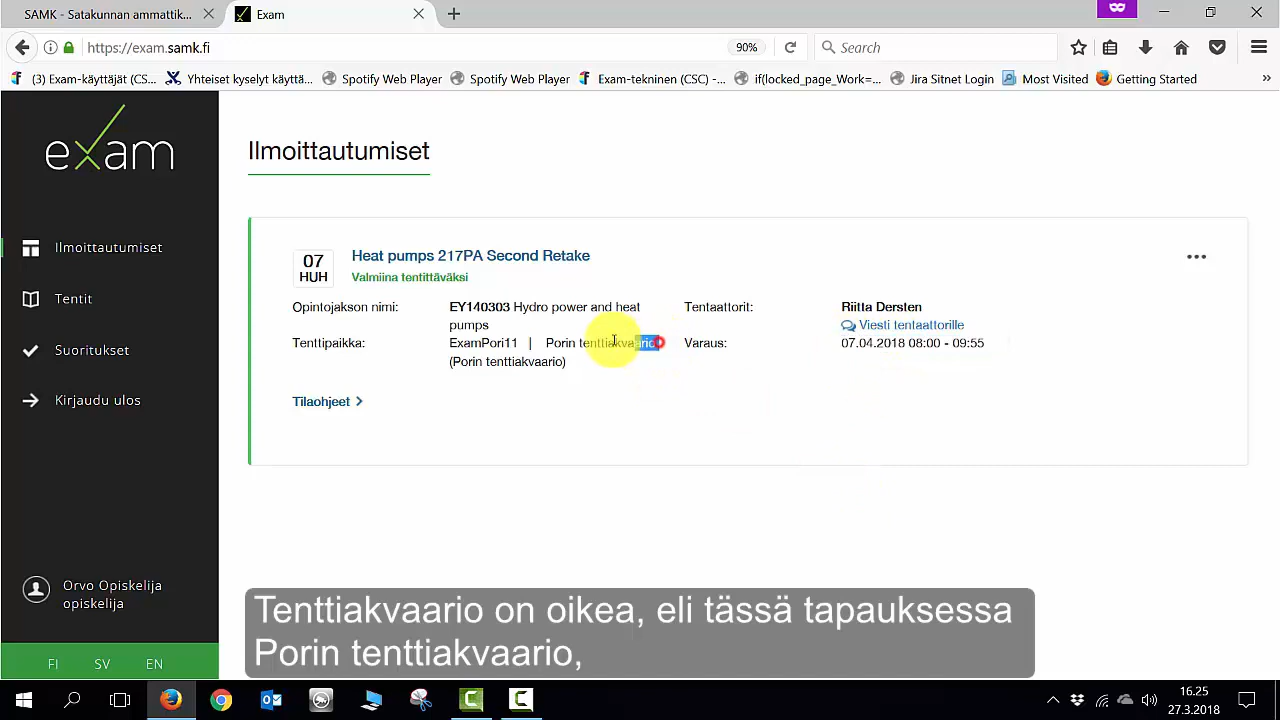 SAMK - Satakunnan ammattik...
Exam
https://exam.samk.fi
90%
Search
(3) Exam-käyttäjät (CS...
Yhteiset kyselyt käyttä...
Spotify Web Player
Spotify Web Player
Exam-tekninen (CSC) -...
if(locked_page_Work=...
Jira Sitnet Login
Most Visited
Getting Started
exam
Ilmoittautumiset
Tentit
Suoritukset
Kirjaudu ulos
Orvo Opiskelija
opiskelija
FI SV EN
Ilmoittautumiset
07
HUH
Heat pumps 217PA Second Retake
Valmiina tentittäväksi
Opintojakson nimi:
EY140303 Hydro power and heat
pumps
Tentaattorit:
Riitta Dersten
Viesti tentaattorille
Tenttipaikka:
ExamPori11 | Porin tenttiakvaario
(Porin tenttiakvaario)
Varaus:
07.04.2018 08:00 - 09:55
Tilaohjeet
Tenttiakvaario on oikea, eli tässä tapauksessa
Porin tenttiakvaario,
16.25
27.3.2018